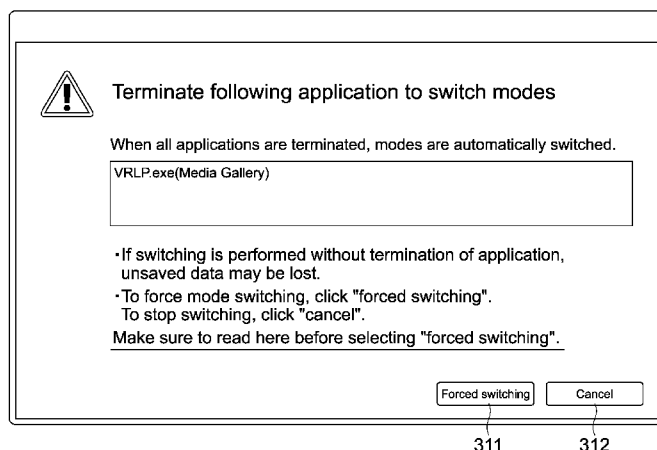 Terminate following application to switch modes
When all applications are terminated, modes are automatically switched.
VRLP.exe(Media Gallery)
・If switching is performed without termination of application,
unsaved data may be lost.
・To force mode switching, click "forced switching".
To stop switching, click "cancel".
Make sure to read here before selecting "forced switching".
Forced switching Cancel
311 312